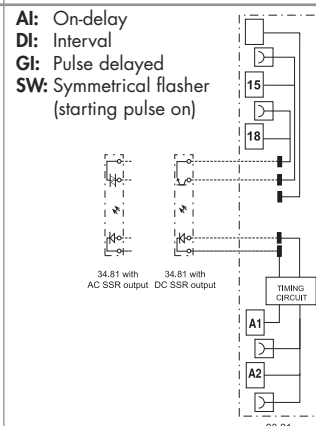 AI: On-delay
DI: Interval
GI: Pulse delayed
SW: Symmetrical flasher
(starting pulse on)
15
18
34.81 with
AC SSR output
34.81 with
DC SSR output
TIMING
CIRCUIT
A1
A2